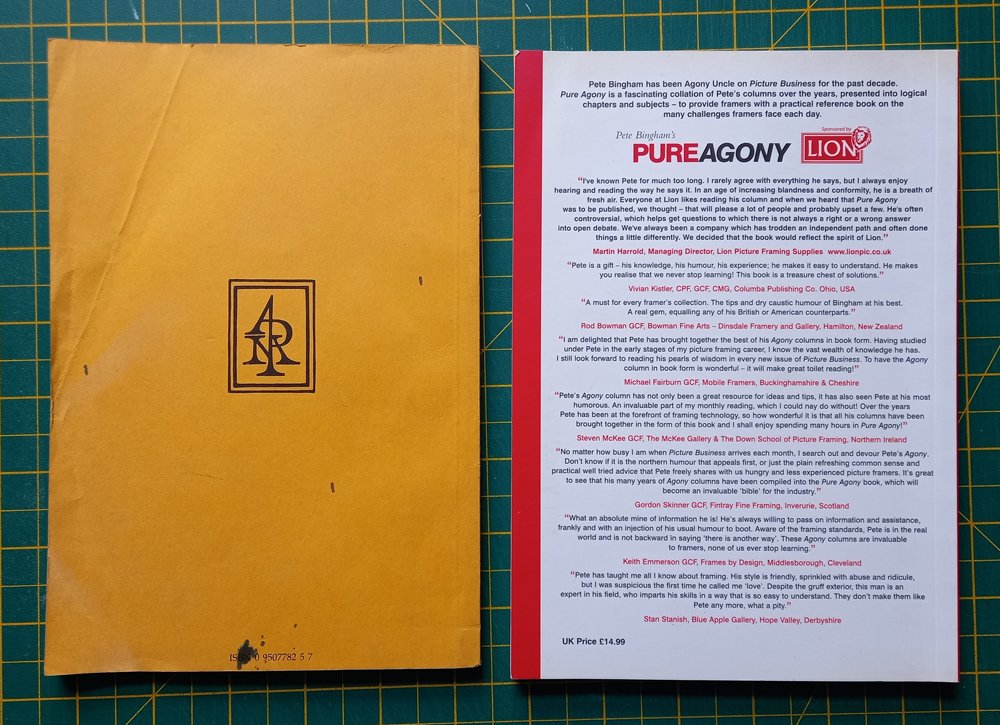 ISBN 0 9507782 5 7
Pete Bingham has been Agony Uncle on Picture Business for the past decade.
Pure Agony is a fascinating collation of Pete's columns over the years, presented into logical
chapters and subjects – to provide framers with a practical reference book on the
many challenges framers face each day.
Pete Bingham's
PUREAGONY
Sponsored by
LION
"I've known Pete for much too long. I rarely agree with everything he says, but I always enjoy
hearing and reading the way he says it. In an age of increasing blandness and conformity, he is a breath of
fresh air. Everyone at Lion likes reading his column and when we heard that Pure Agony
was to be published, we thought – that will please a lot of people and probably upset a few. He's often
controversial, which helps get questions to which there is not always a right or a wrong answer
into open debate. We've always been a company which has trodden an independent path and often done
things a little differently. We decided that the book would reflect the spirit of Lion."
Martin Harrold, Managing Director, Lion Picture Framing Supplies www.lionpic.co.uk
"Pete is a gift – his knowledge, his humour, his experience; he makes it easy to understand. He makes
you realise that we never stop learning! This book is a treasure chest of solutions."
Vivian Kistler, CPF, GCF, CMG, Columba Publishing Co. Ohio, USA
"A must for every framer's collection. The tips and dry caustic humour of Bingham at his best.
A real gem, equalling any of his British or American counterparts."
Rod Bowman GCF, Bowman Fine Arts – Dinsdale Framery and Gallery, Hamilton, New Zealand
"I am delighted that Pete has brought together the best of his Agony columns in book form. Having studied
under Pete in the early stages of my picture framing career, I know the vast wealth of knowledge he has.
I still look forward to reading his pearls of wisdom in every new issue of Picture Business. To have the Agony
column in book form is wonderful – it will make great toilet reading!"
Michael Fairburn GCF, Mobile Framers, Buckinghamshire & Cheshire
"Pete's Agony column has not only been a great resource for ideas and tips, it has also seen Pete at his most
humorous. An invaluable part of my monthly reading, which I could nay do without! Over the years
Pete has been at the forefront of framing technology, so how wonderful it is that all his columns have been
brought together in the form of this book and I shall enjoy spending many hours in Pure Agony!"
Steven McKee GCF, The McKee Gallery & The Down School of Picture Framing, Northern Ireland
"No matter how busy I am when Picture Business arrives each month, I search out and devour Pete's Agony.
Don't know if it is the northern humour that appeals first, or just the plain refreshing common sense and
practical well tried advice that Pete freely shares with us hungry and less experienced picture framers. It's great
to see that his many years of Agony columns have been compiled into the Pure Agony book, which will
become an invaluable 'bible' for the industry."
Gordon Skinner GCF, Fintray Fine Framing, Inverurie, Scotland
"What an absolute mine of information he is! He's always willing to pass on information and assistance,
frankly and with an injection of his usual humour to boot. Aware of the framing standards, Pete is in the real
world and is not backward in saying 'there is another way'. These Agony columns are invaluable
to framers, none of us ever stop learning."
Keith Emmerson GCF, Frames by Design, Middlesborough, Cleveland
"Pete has taught me all I know about framing. His style is friendly, sprinkled with abuse and ridicule,
but I was suspicious the first time he called me 'love'. Despite the gruff exterior, this man is an
expert in his field, who imparts his skills in a way that is so easy to understand. They don't make them like
Pete any more, what a pity."
Stan Stanish, Blue Apple Gallery, Hope Valley, Derbyshire
UK Price £14.99